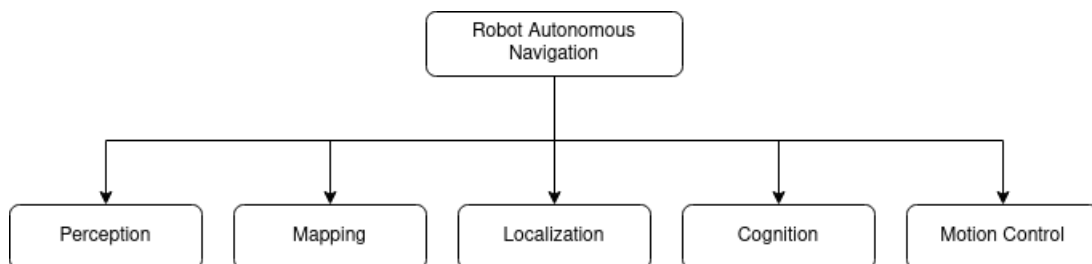 Robot Autonomous
Navigation
Perception
Mapping
Localization
Cognition
Motion Control